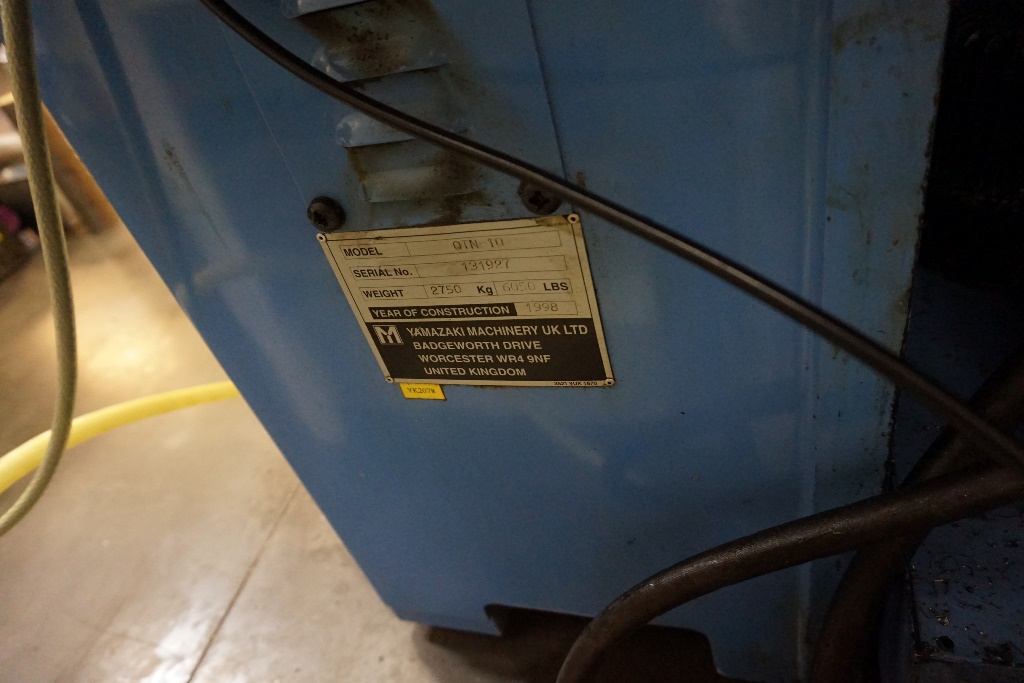 MODEL QTN-10
SERIAL No. 131927
WEIGHT 2750 Kg 6050 LBS
YEAR OF CONSTRUCTION 1998
M YAMAZAKI MACHINERY UK LTD
BADGEWORTH DRIVE
WORCESTER WR4 9NF
UNITED KINGDOM